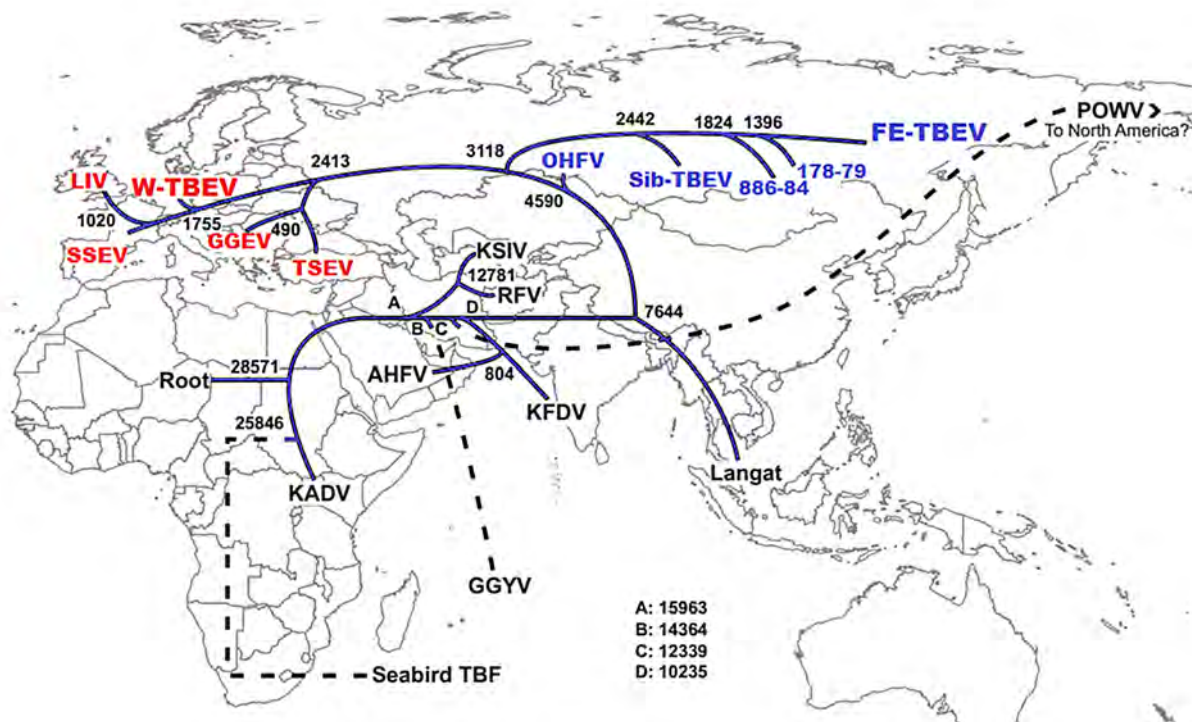 POWV >
To North America?
2442
1824
1396
FE-TBEV
3118
OHFV
2413
Sib-TBEV
178-79
886-84
LIV
W-TBEV
4590
1020
1755
490
GGEV
SSEV
TSEV
KSIV
12781
RFV
A
D
7644
B
C
28571
Root
AHFV
804
KFDV
25846
Langat
KADV
GGYV
A: 15963
B: 14364
C: 12339
D: 10235
Seabird TBF